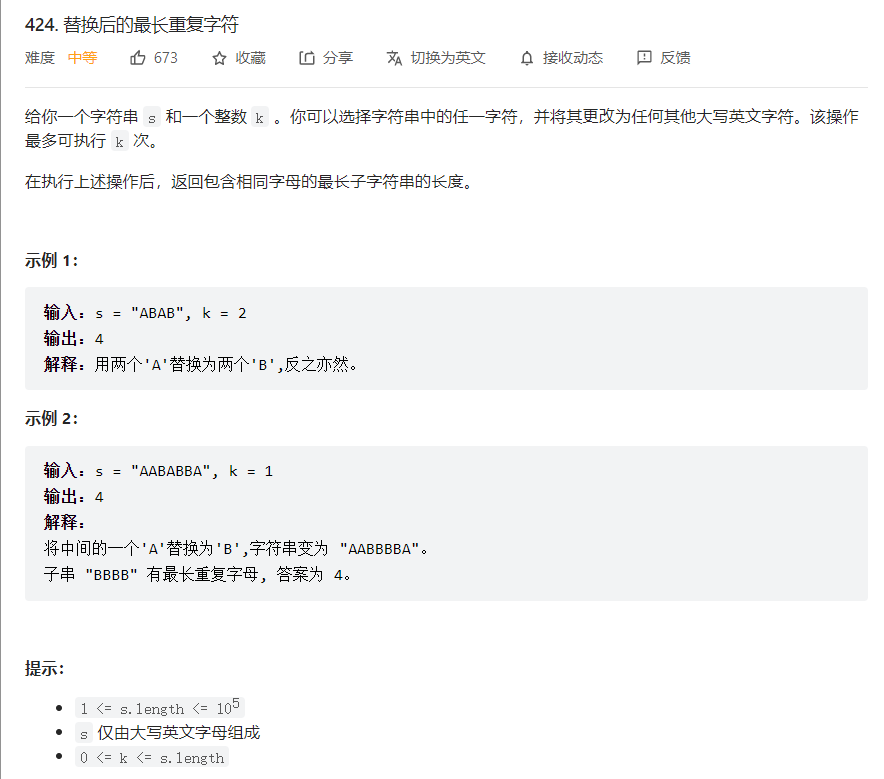 424. 替换后的最长重复字符
难度 中等 673 收藏 分享 切换为英文 接收动态 反馈
给你一个字符串 s 和一个整数 k 。你可以选择字符串中的任一字符，并将其更改为任何其他大写英文字符。该操作
最多可执行 k 次。
在执行上述操作后，返回包含相同字母的最长子字符串的长度。
示例 1：
输入：s = "ABAB", k = 2
输出：4
解释：用两个'A'替换为两个'B',反之亦然。
示例 2：
输入：s = "AABABBA", k = 1
输出：4
解释：
将中间的一个'A'替换为'B',字符串变为 "AABBBBA"。
子串 "BBBB" 有最长重复字母, 答案为 4。
提示：
• 1 <= s.length <= 10⁵
• s 仅由大写英文字母组成
• 0 <= k <= s.length